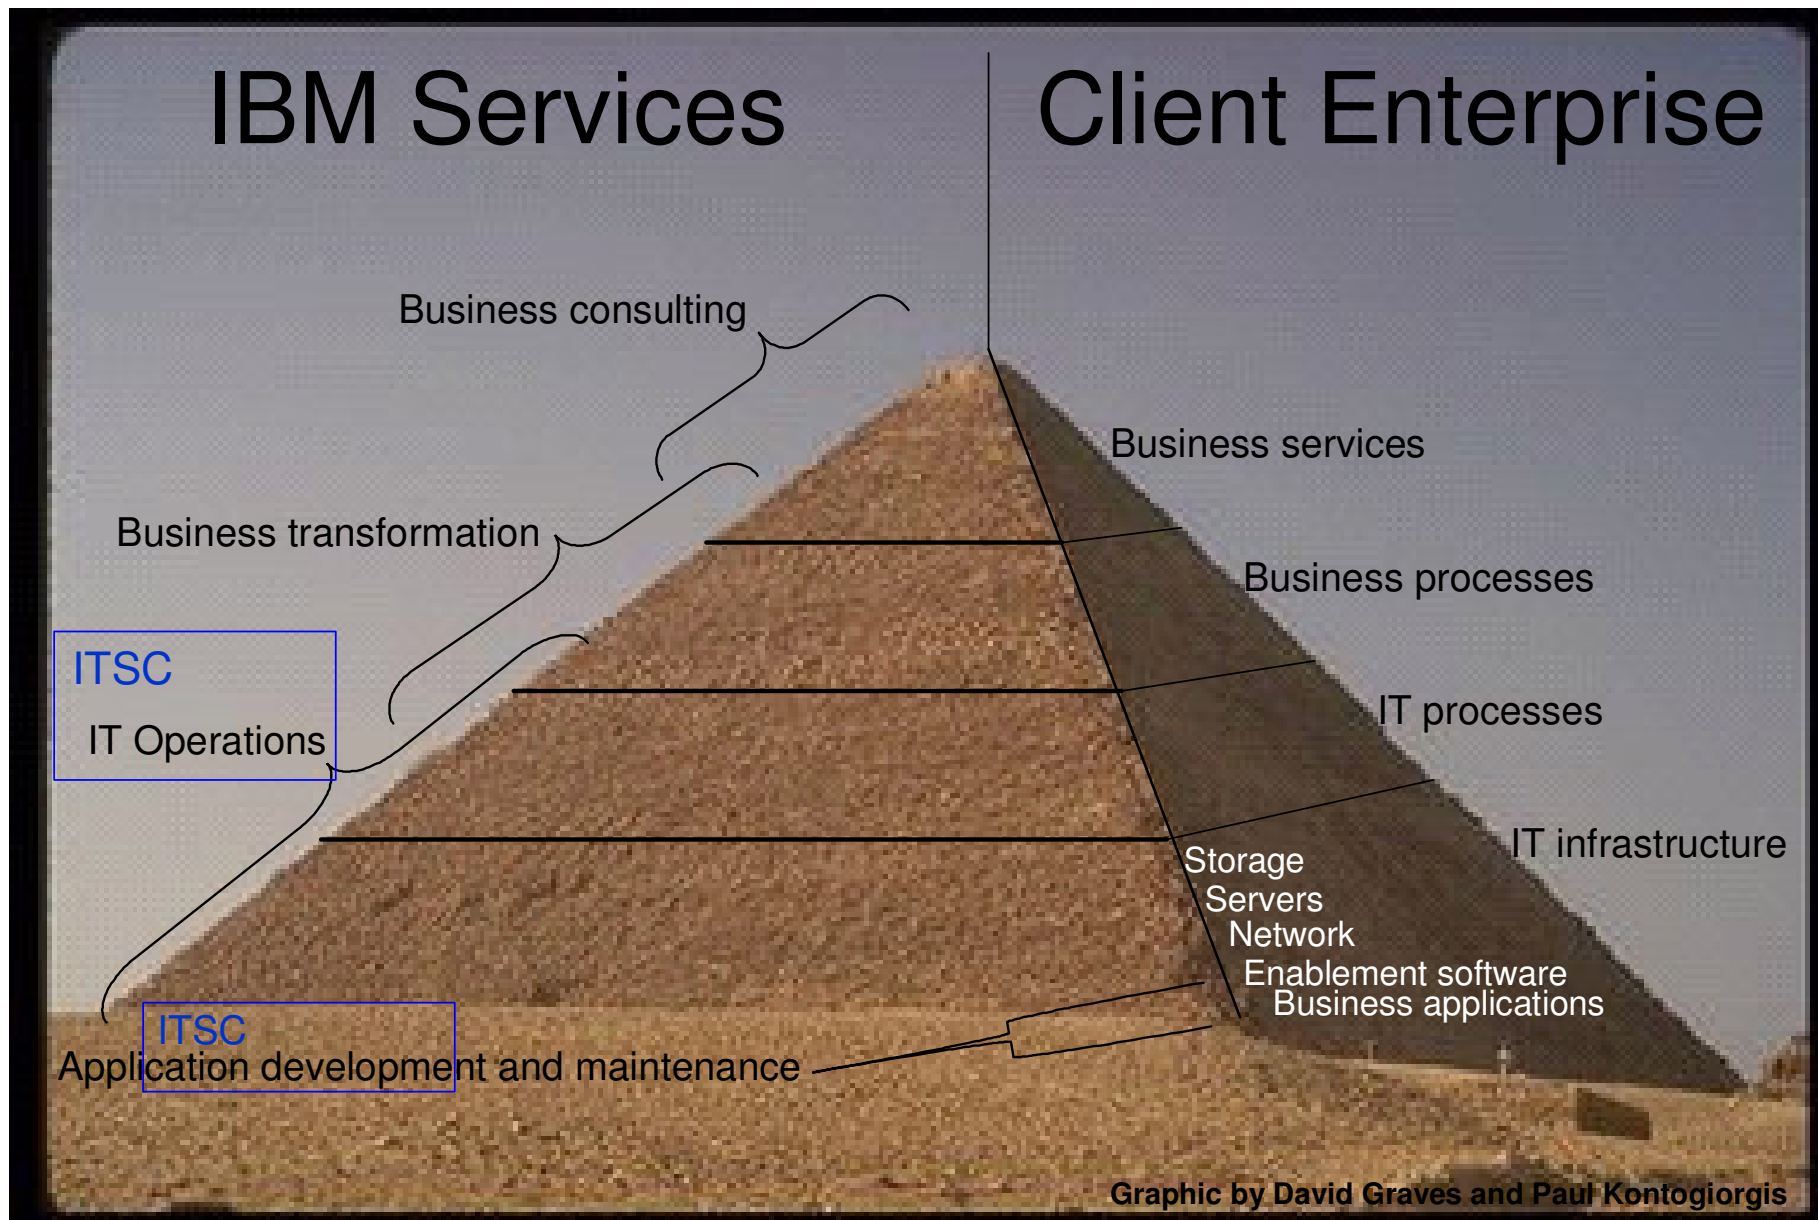 IBM Services
Client Enterprise
Business consulting
Business services
Business transformation
Business processes
ITSC
IT Operations
IT processes
IT infrastructure
Storage
Servers
Network
Enablement software
Business applications
ITSC
Application development and maintenance
Graphic by David Graves and Paul Kontogiorgis